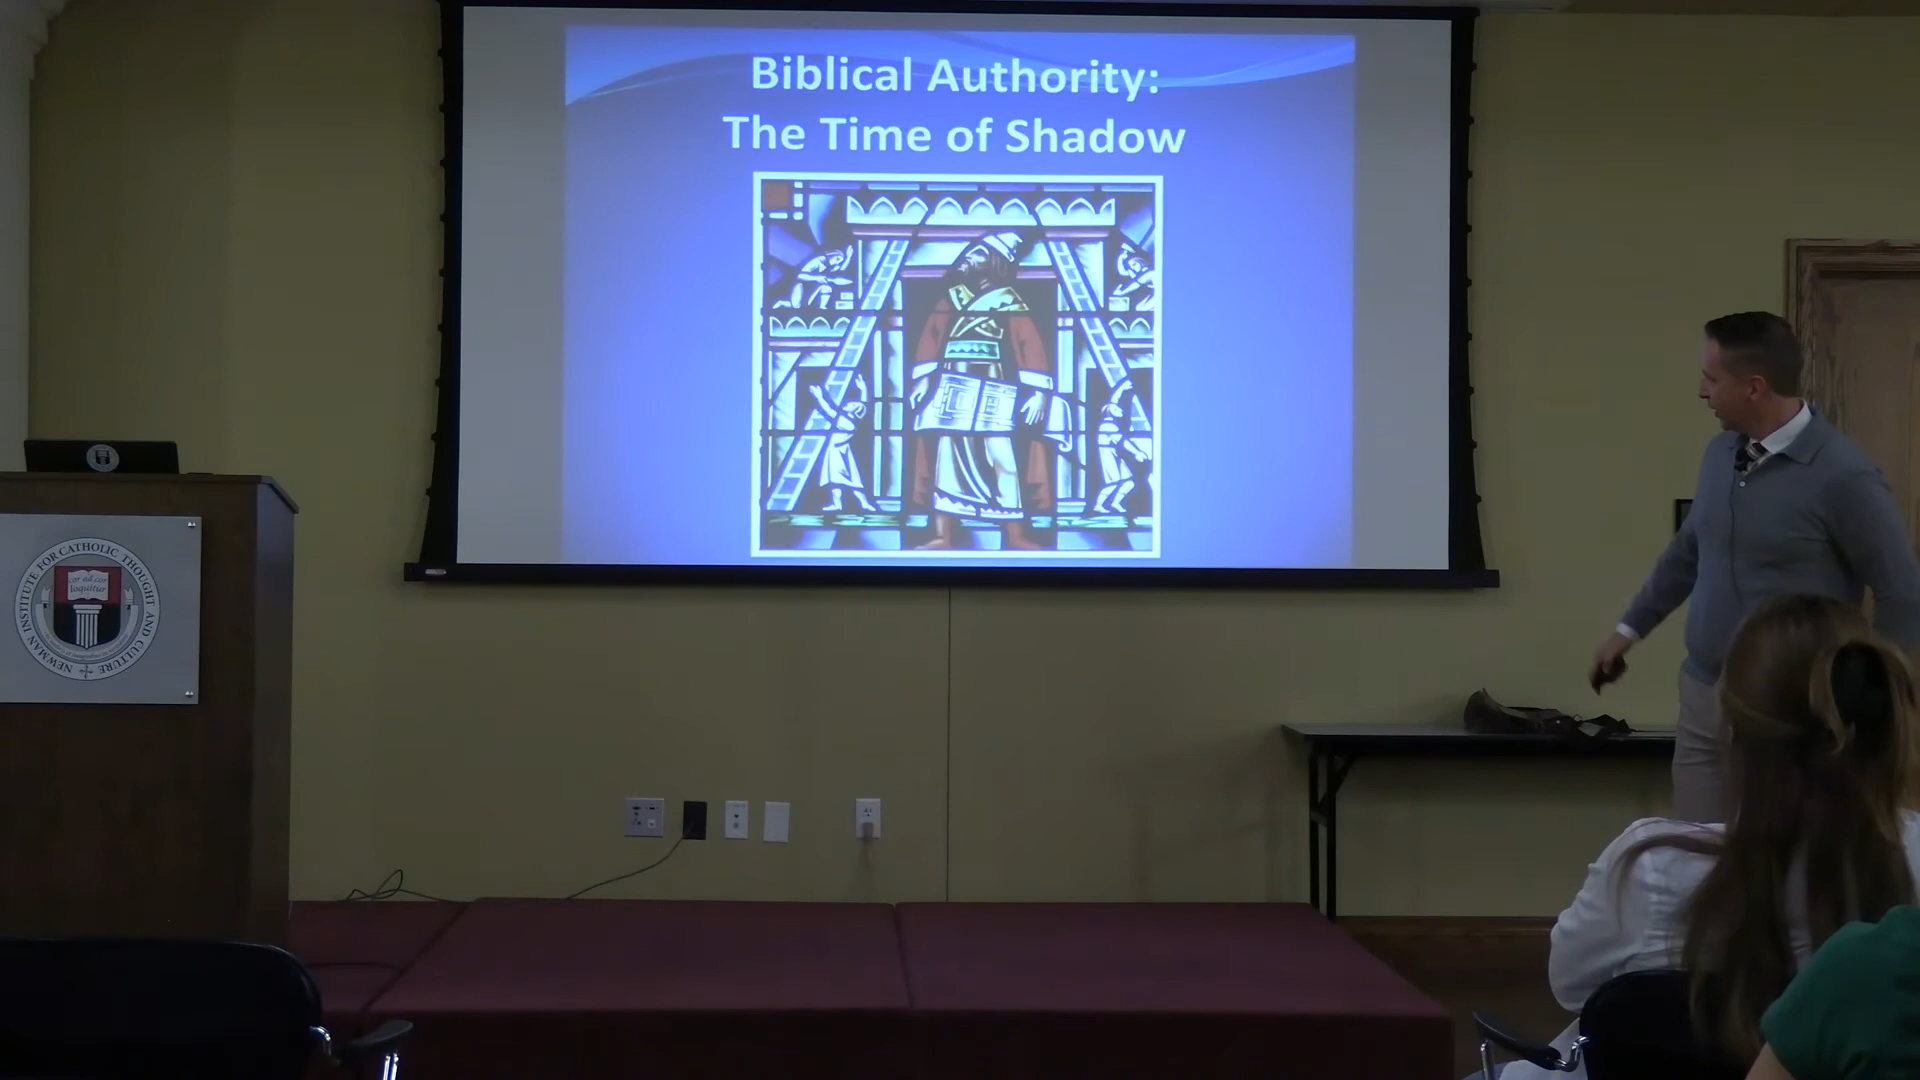 Biblical Authority:
The Time of Shadow
NEWMAN INSTITUTE FOR CATHOLIC THOUGHT AND CULTURE
cor ad cor
loquitur